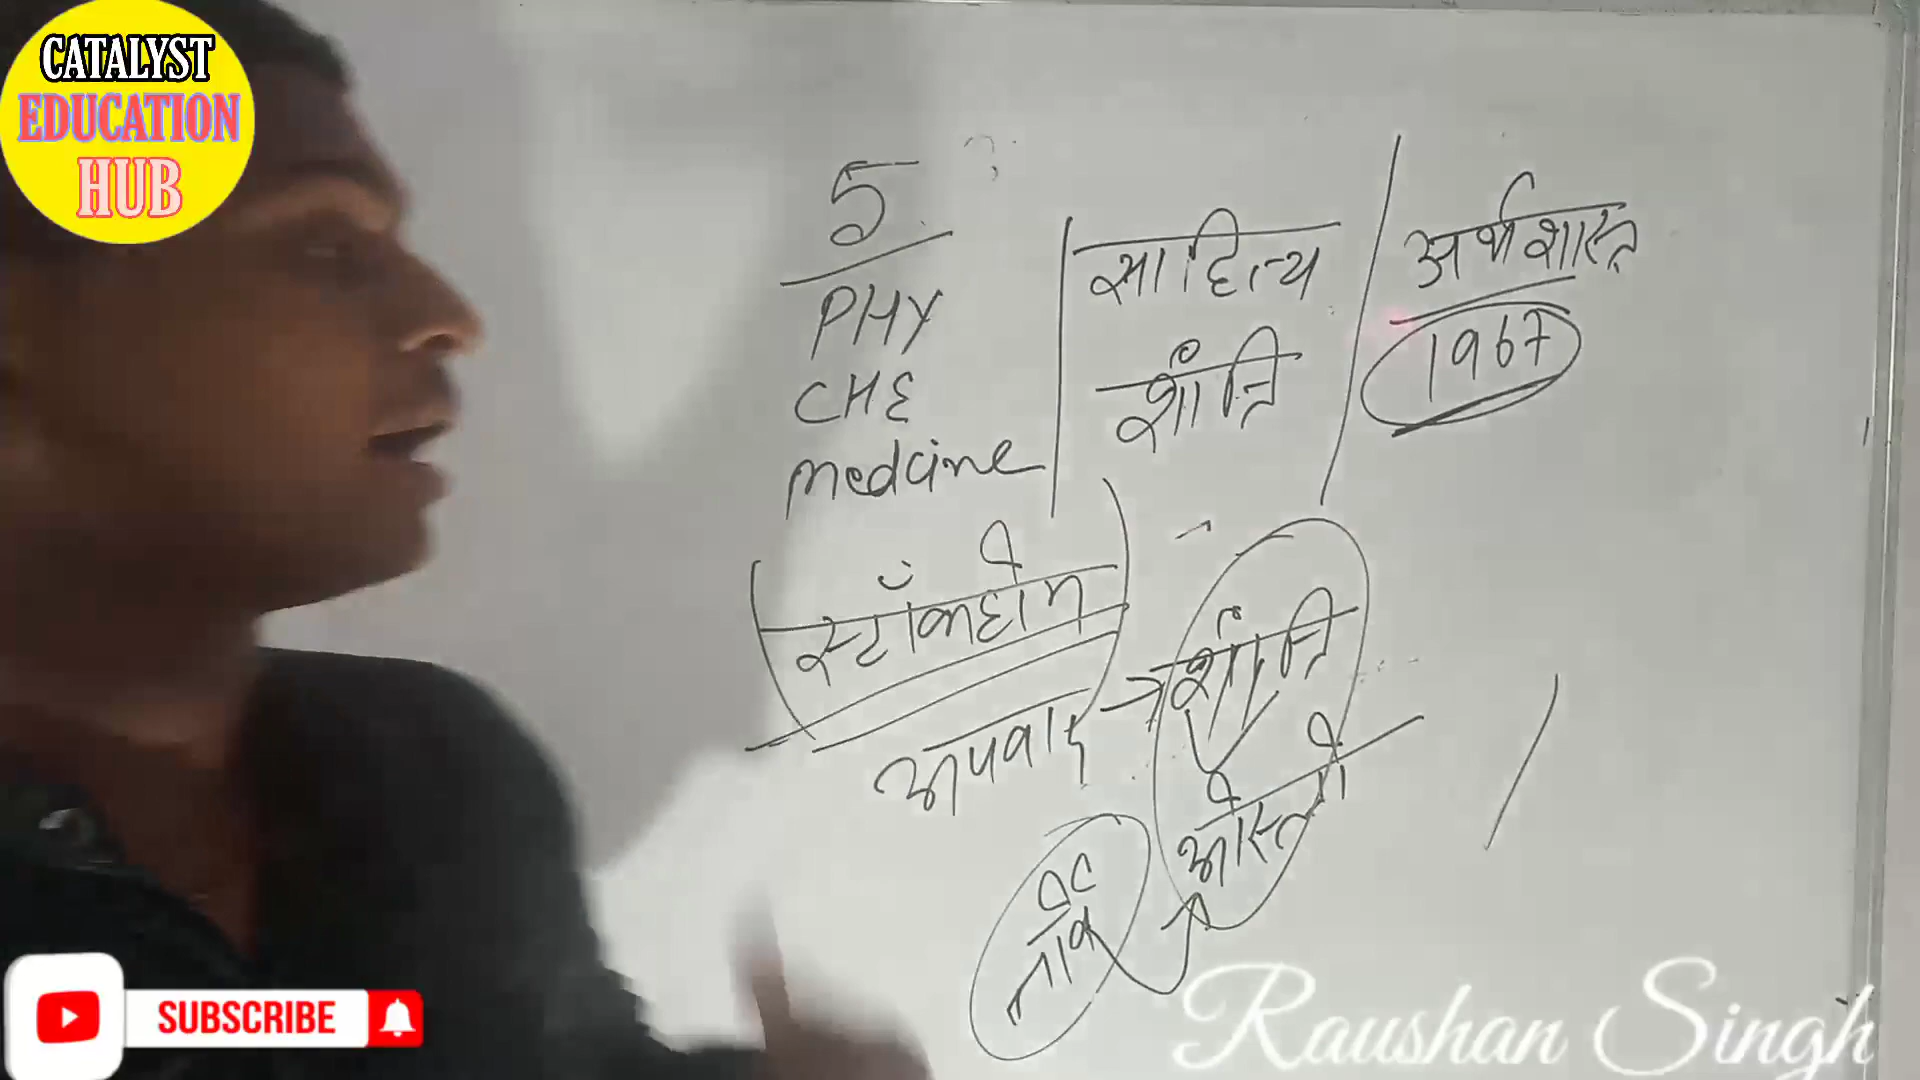 CATALYST
EDUCATION
HUB
5
PHY
CHE
medcine
साहित्य
शांति
अर्थशास्त्र
1967
स्टॉकहोम
अपवाद → शांति
ओस्लो
नार्वे
SUBSCRIBE
Raushan Singh